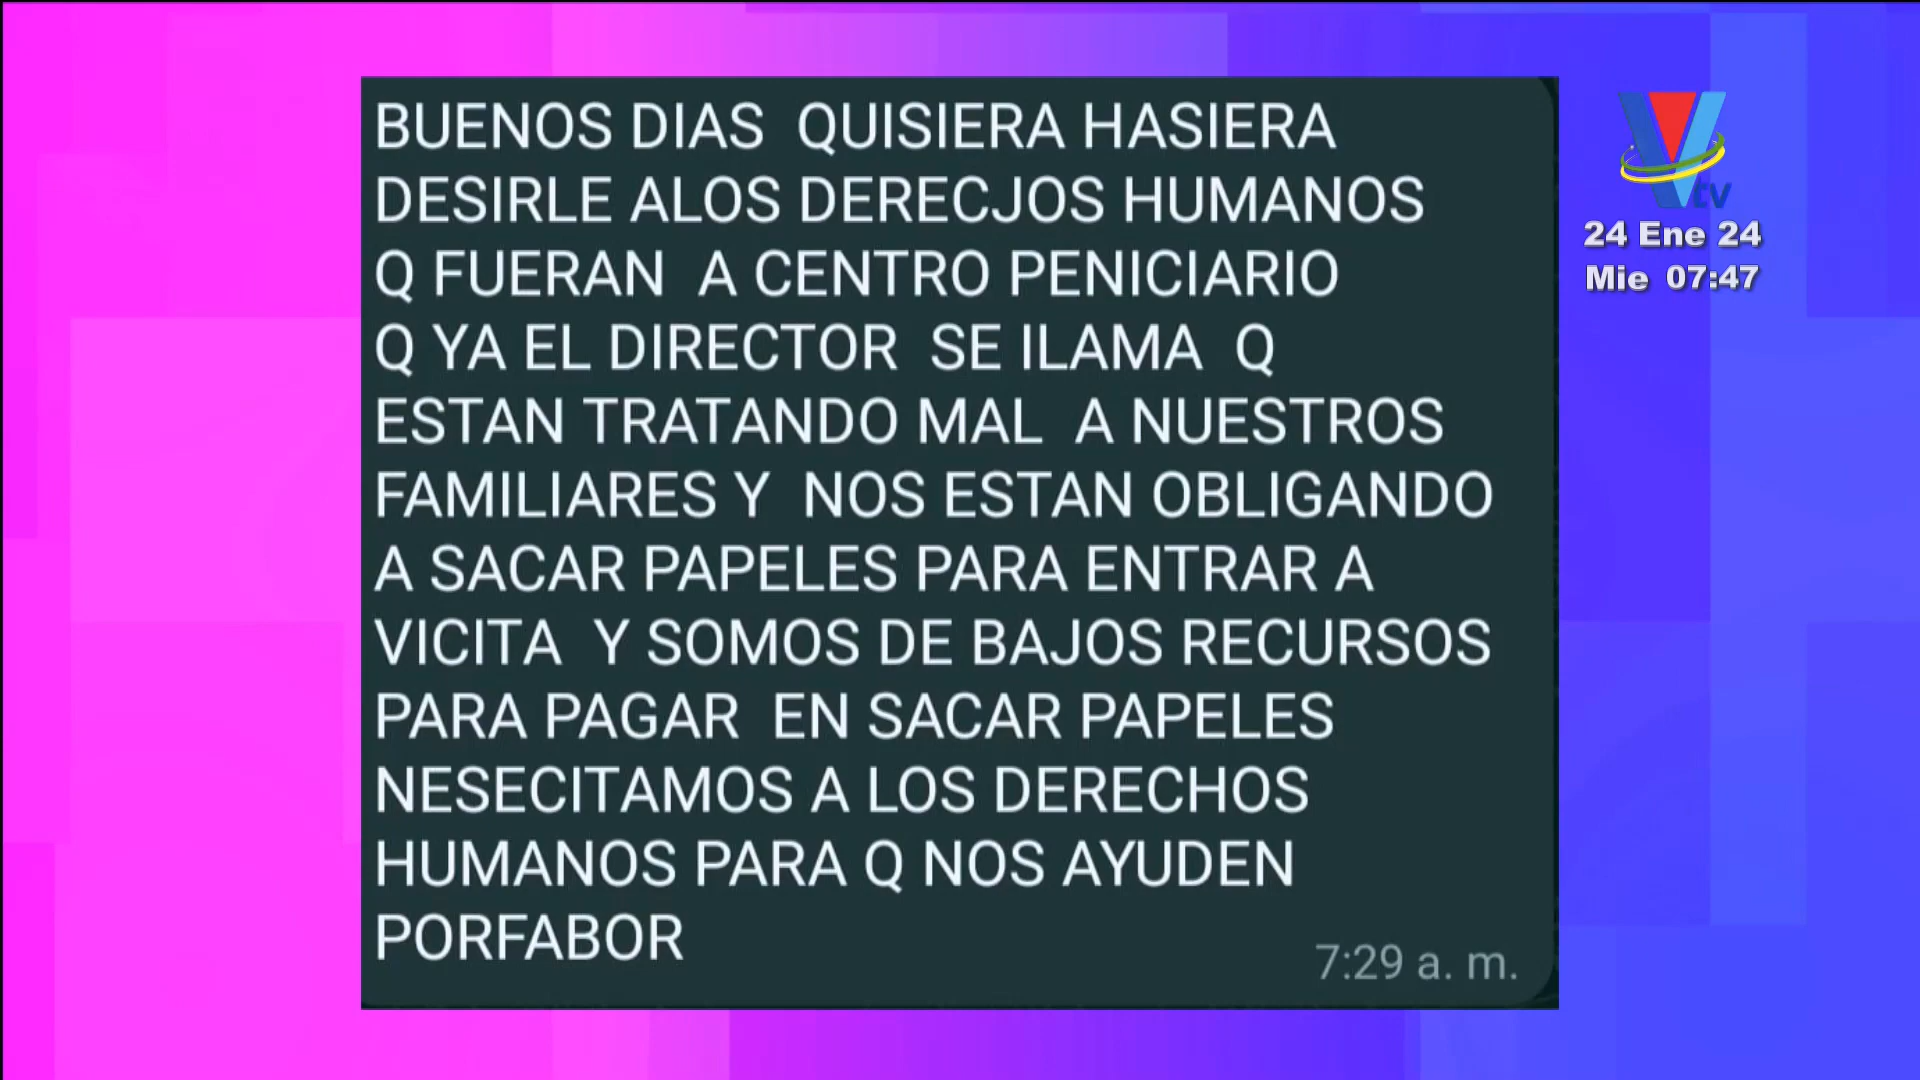 BUENOS DIAS  QUISIERA HASIERA
DESIRLE ALOS DERECJOS HUMANOS
Q FUERAN  A CENTRO PENICIARIO
Q YA EL DIRECTOR  SE ILAMA  Q
ESTAN TRATANDO MAL  A NUESTROS
FAMILIARES Y  NOS ESTAN OBLIGANDO
A SACAR PAPELES PARA ENTRAR A
VICITA  Y SOMOS DE BAJOS RECURSOS
PARA PAGAR  EN SACAR PAPELES
NESECITAMOS A LOS DERECHOS
HUMANOS PARA Q NOS AYUDEN
PORFABOR
7:29 a. m.
Vtv
24 Ene 24
Mie 07:47